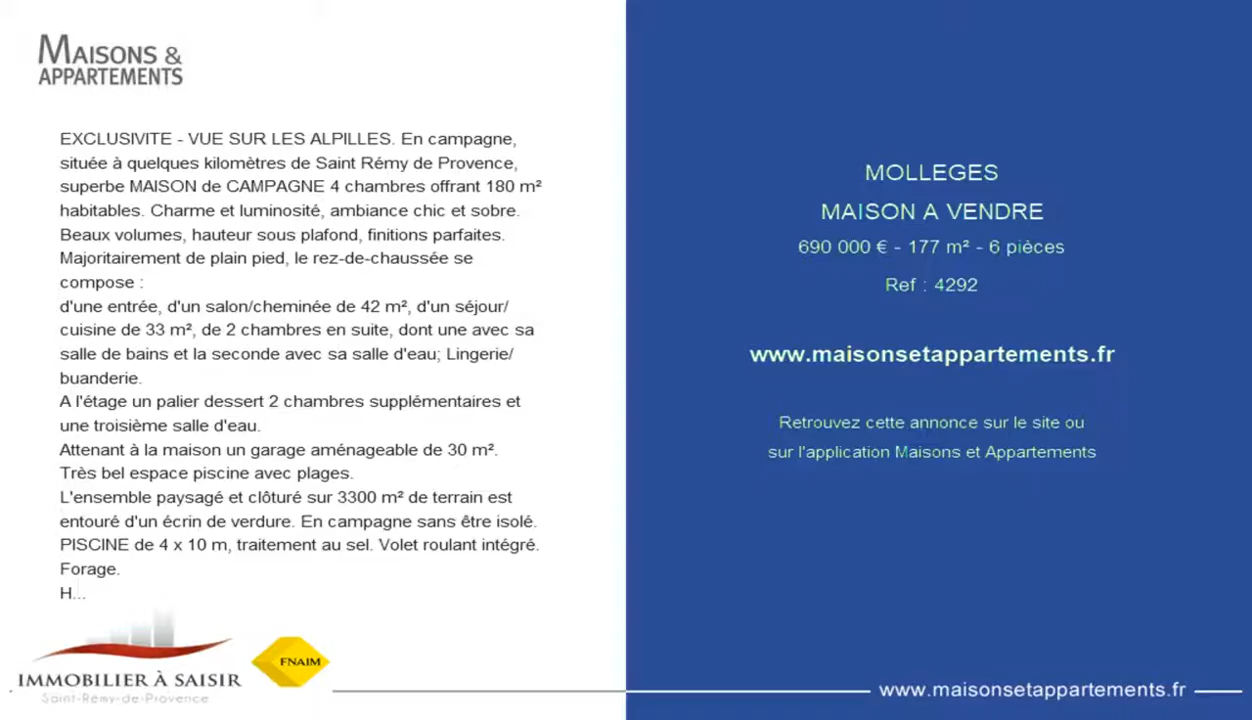 MAISONS &
APPARTEMENTS
EXCLUSIVITE - VUE SUR LES ALPILLES. En campagne,
située à quelques kilomètres de Saint Rémy de Provence,
superbe MAISON de CAMPAGNE 4 chambres offrant 180 m²
habitables. Charme et luminosité, ambiance chic et sobre.
Beaux volumes, hauteur sous plafond, finitions parfaites.
Majoritairement de plain pied, le rez-de-chaussée se
compose :
d'une entrée, d'un salon/cheminée de 42 m², d'un séjour/
cuisine de 33 m², de 2 chambres en suite, dont une avec sa
salle de bains et la seconde avec sa salle d'eau; Lingerie/
buanderie.
A l'étage un palier dessert 2 chambres supplémentaires et
une troisième salle d'eau.
Attenant à la maison un garage aménageable de 30 m².
Très bel espace piscine avec plages.
L'ensemble paysagé et clôturé sur 3300 m² de terrain est
entouré d'un écrin de verdure. En campagne sans être isolé.
PISCINE de 4 x 10 m, traitement au sel. Volet roulant intégré.
Forage.
H...
IMMOBILIER À SAISIR
Saint-Rémy-de-Provence
FNAIM
MOLLEGES
MAISON A VENDRE
690 000 € - 177 m² - 6 pièces
Ref : 4292
www.maisonsetappartements.fr
Retrouvez cette annonce sur le site ou
sur l'application Maisons et Appartements
www.maisonsetappartements.fr